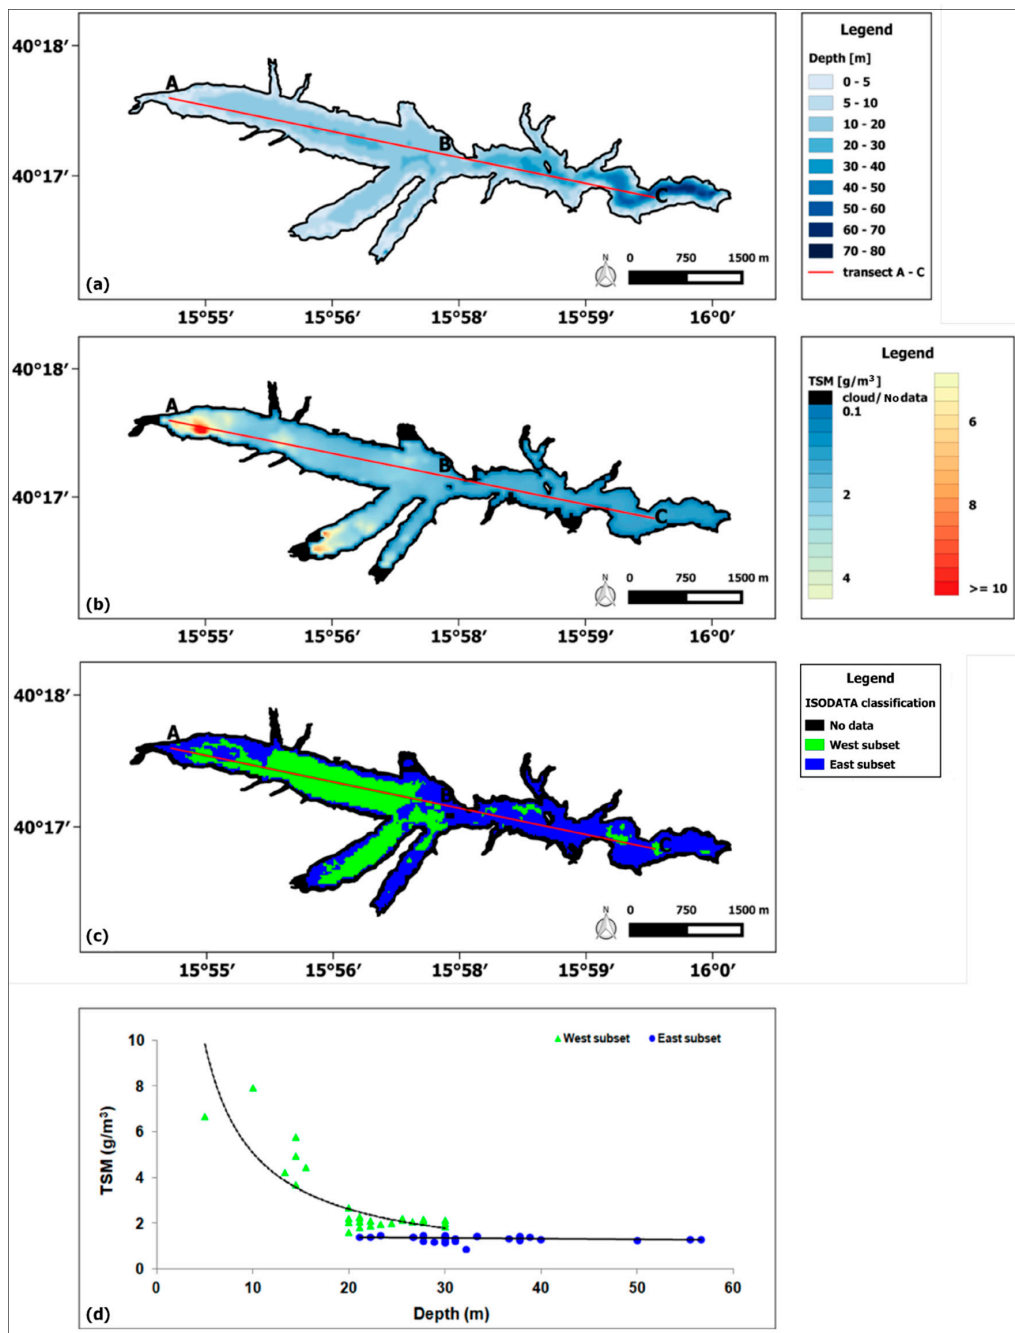 40°18′
40°17′
A
B
C
N
0 750 1500 m
(a)
15°55′ 15°56′ 15°58′ 15°59′ 16°0′
Legend
Depth [m]
0 - 5
5 - 10
10 - 20
20 - 30
30 - 40
40 - 50
50 - 60
60 - 70
70 - 80
transect A - C
40°18′
40°17′
A
B
C
N
0 750 1500 m
(b)
15°55′ 15°56′ 15°58′ 15°59′ 16°0′
Legend
TSM [g/m³]
cloud/ No data
0.1
2
4
6
8
>= 10
40°18′
40°17′
A
B
C
N
0 750 1500 m
(c)
15°55′ 15°56′ 15°58′ 15°59′ 16°0′
Legend
ISODATA classification
No data
West subset
East subset
West subset East subset
10
8
6
4
2
0
TSM (g/m³)
0 10 20 30 40 50 60
Depth (m)
(d)